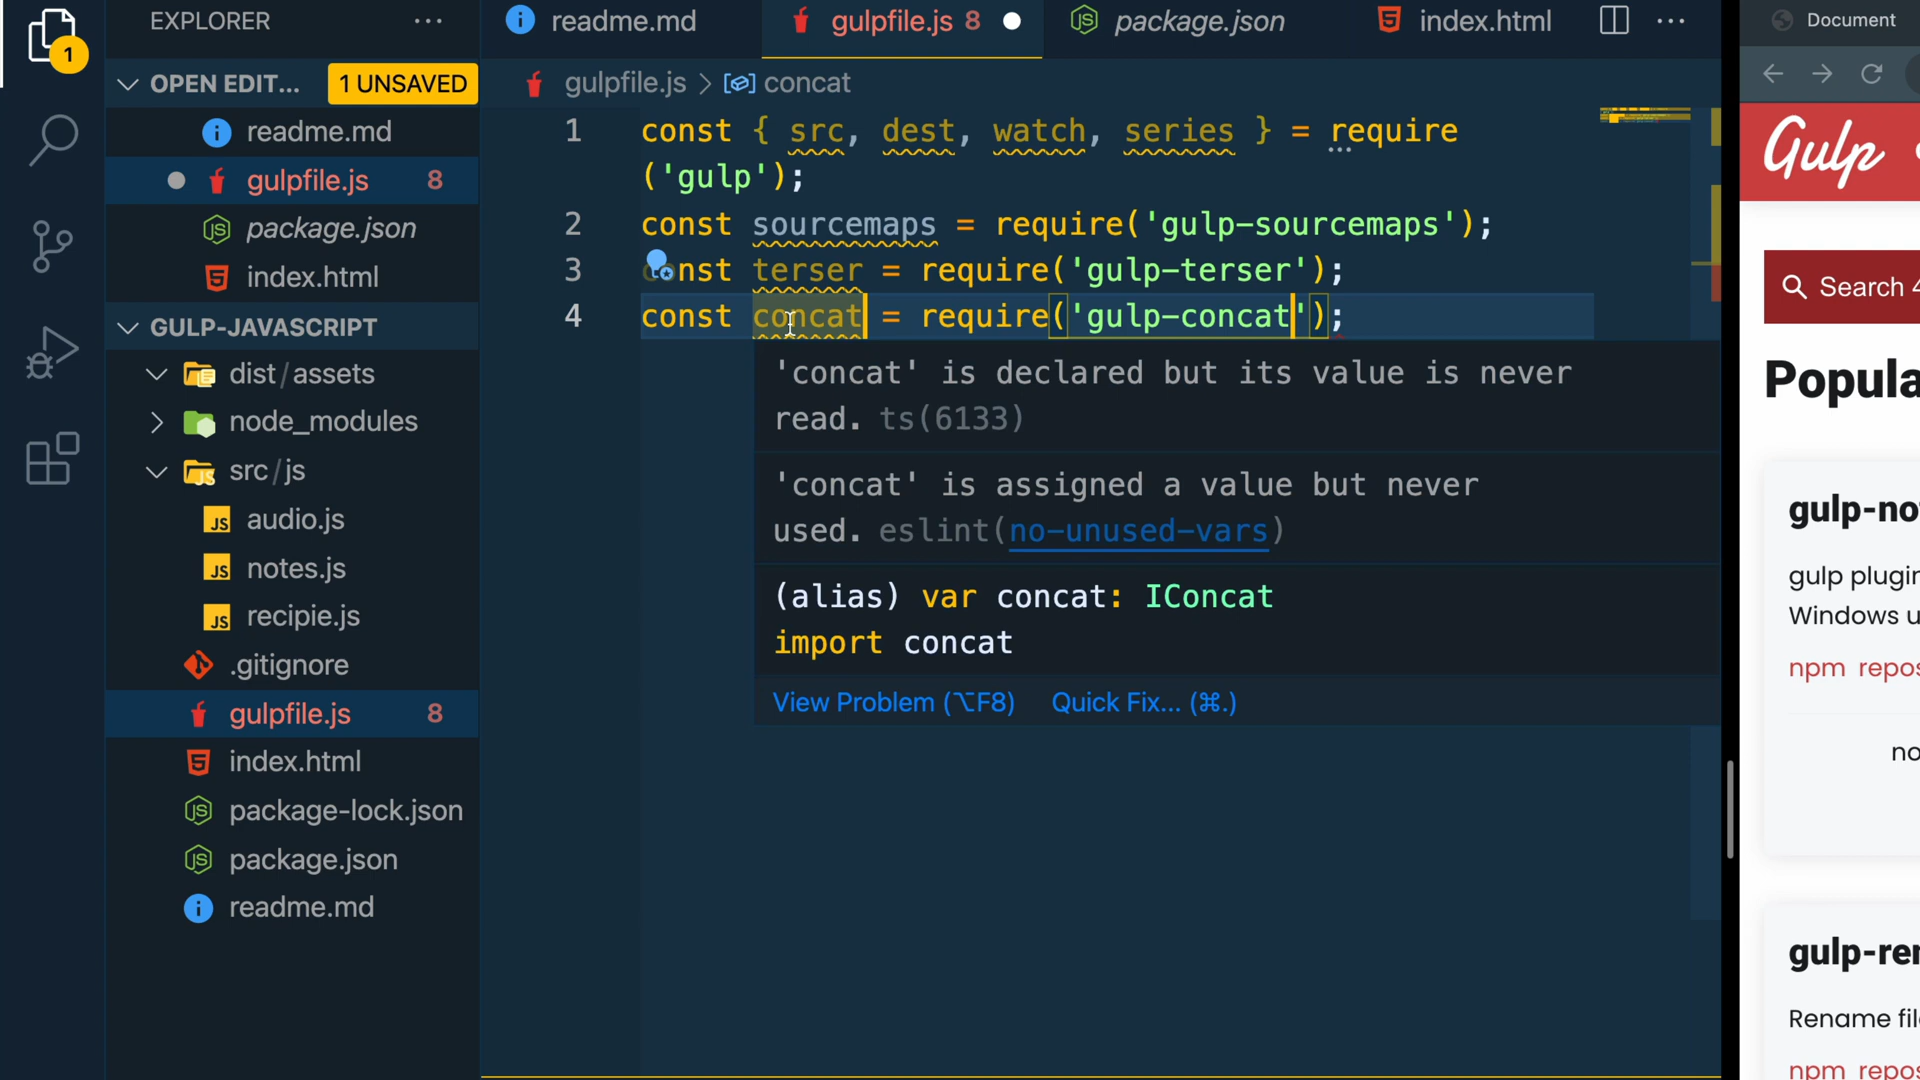 EXPLORER
1
OPEN EDIT... 1 UNSAVED
readme.md
gulpfile.js 8
package.json
index.html
GULP-JAVASCRIPT
dist / assets
node_modules
src / js
audio.js
notes.js
recipie.js
.gitignore
gulpfile.js 8
index.html
package-lock.json
package.json
readme.md
readme.md gulpfile.js 8 package.json index.html
gulpfile.js > concat
1 const { src, dest, watch, series } = require
('gulp');
2 const sourcemaps = require('gulp-sourcemaps');
3 const terser = require('gulp-terser');
4 const concat = require('gulp-concat');
'concat' is declared but its value is never
read. ts(6133)
'concat' is assigned a value but never
used. eslint(no-unused-vars)
(alias) var concat: IConcat
import concat
View Problem (⌥F8) Quick Fix... (⌘.)
Document
Gulp
Search 4
Popula
gulp-no
gulp plugin
Windows u
npm repos
no
gulp-ren
Rename fil
npm repos